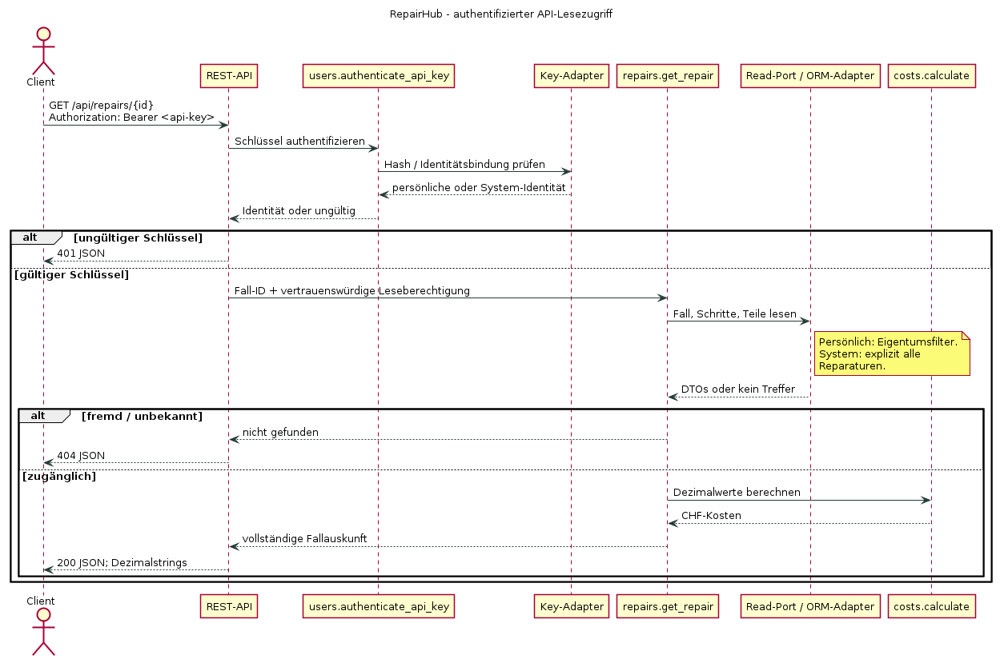 RepairHub - authentifizierter API-Lesezugriff
Client
REST-API
users.authenticate_api_key
Key-Adapter
repairs.get_repair
Read-Port / ORM-Adapter
costs.calculate
GET /api/repairs/{id}
Authorization: Bearer <api-key>
Schlüssel authentifizieren
Hash / Identitätsbindung prüfen
persönliche oder System-Identität
Identität oder ungültig
alt [ungültiger Schlüssel]
401 JSON
[gültiger Schlüssel]
Fall-ID + vertrauenswürdige Leseberechtigung
Fall, Schritte, Teile lesen
Persönlich: Eigentumsfilter.
System: explizit alle
Reparaturen.
DTOs oder kein Treffer
alt [fremd / unbekannt]
nicht gefunden
404 JSON
[zugänglich]
Dezimalwerte berechnen
CHF-Kosten
vollständige Fallauskunft
200 JSON; Dezimalstrings
Client
REST-API
users.authenticate_api_key
Key-Adapter
repairs.get_repair
Read-Port / ORM-Adapter
costs.calculate